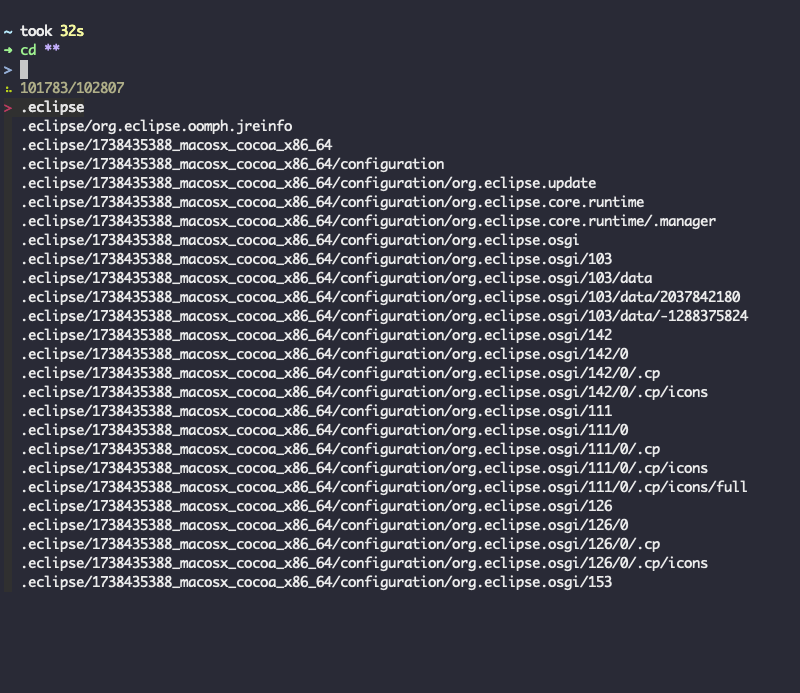 ~ took 32s
➜ cd **
>
⠦ 101783/102807
> .eclipse
.eclipse/org.eclipse.oomph.jreinfo
.eclipse/1738435388_macosx_cocoa_x86_64
.eclipse/1738435388_macosx_cocoa_x86_64/configuration
.eclipse/1738435388_macosx_cocoa_x86_64/configuration/org.eclipse.update
.eclipse/1738435388_macosx_cocoa_x86_64/configuration/org.eclipse.core.runtime
.eclipse/1738435388_macosx_cocoa_x86_64/configuration/org.eclipse.core.runtime/.manager
.eclipse/1738435388_macosx_cocoa_x86_64/configuration/org.eclipse.osgi
.eclipse/1738435388_macosx_cocoa_x86_64/configuration/org.eclipse.osgi/103
.eclipse/1738435388_macosx_cocoa_x86_64/configuration/org.eclipse.osgi/103/data
.eclipse/1738435388_macosx_cocoa_x86_64/configuration/org.eclipse.osgi/103/data/2037842180
.eclipse/1738435388_macosx_cocoa_x86_64/configuration/org.eclipse.osgi/103/data/-1288375824
.eclipse/1738435388_macosx_cocoa_x86_64/configuration/org.eclipse.osgi/142
.eclipse/1738435388_macosx_cocoa_x86_64/configuration/org.eclipse.osgi/142/0
.eclipse/1738435388_macosx_cocoa_x86_64/configuration/org.eclipse.osgi/142/0/.cp
.eclipse/1738435388_macosx_cocoa_x86_64/configuration/org.eclipse.osgi/142/0/.cp/icons
.eclipse/1738435388_macosx_cocoa_x86_64/configuration/org.eclipse.osgi/111
.eclipse/1738435388_macosx_cocoa_x86_64/configuration/org.eclipse.osgi/111/0
.eclipse/1738435388_macosx_cocoa_x86_64/configuration/org.eclipse.osgi/111/0/.cp
.eclipse/1738435388_macosx_cocoa_x86_64/configuration/org.eclipse.osgi/111/0/.cp/icons
.eclipse/1738435388_macosx_cocoa_x86_64/configuration/org.eclipse.osgi/111/0/.cp/icons/full
.eclipse/1738435388_macosx_cocoa_x86_64/configuration/org.eclipse.osgi/126
.eclipse/1738435388_macosx_cocoa_x86_64/configuration/org.eclipse.osgi/126/0
.eclipse/1738435388_macosx_cocoa_x86_64/configuration/org.eclipse.osgi/126/0/.cp
.eclipse/1738435388_macosx_cocoa_x86_64/configuration/org.eclipse.osgi/126/0/.cp/icons
.eclipse/1738435388_macosx_cocoa_x86_64/configuration/org.eclipse.osgi/153